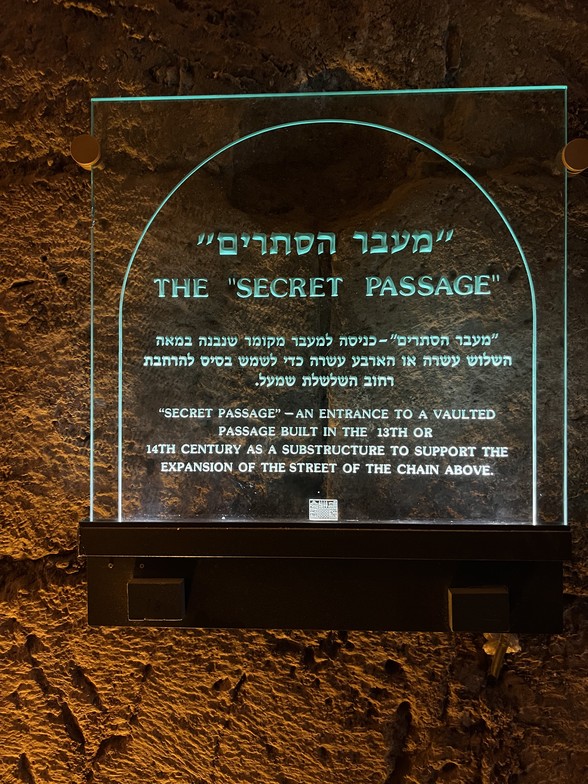 "מעבר הסתרים"
THE "SECRET PASSAGE"
"מעבר הסתרים"–כניסה למעבר מקומר שנבנה במאה
השלוש עשרה או הארבע עשרה כדי לשמש בסיס להרחבת
רחוב השלשלת שמעל.
"SECRET PASSAGE" – AN ENTRANCE TO A VAULTED
PASSAGE BUILT IN THE 13TH OR
14TH CENTURY AS A SUBSTRUCTURE TO SUPPORT THE
EXPANSION OF THE STREET OF THE CHAIN ABOVE.